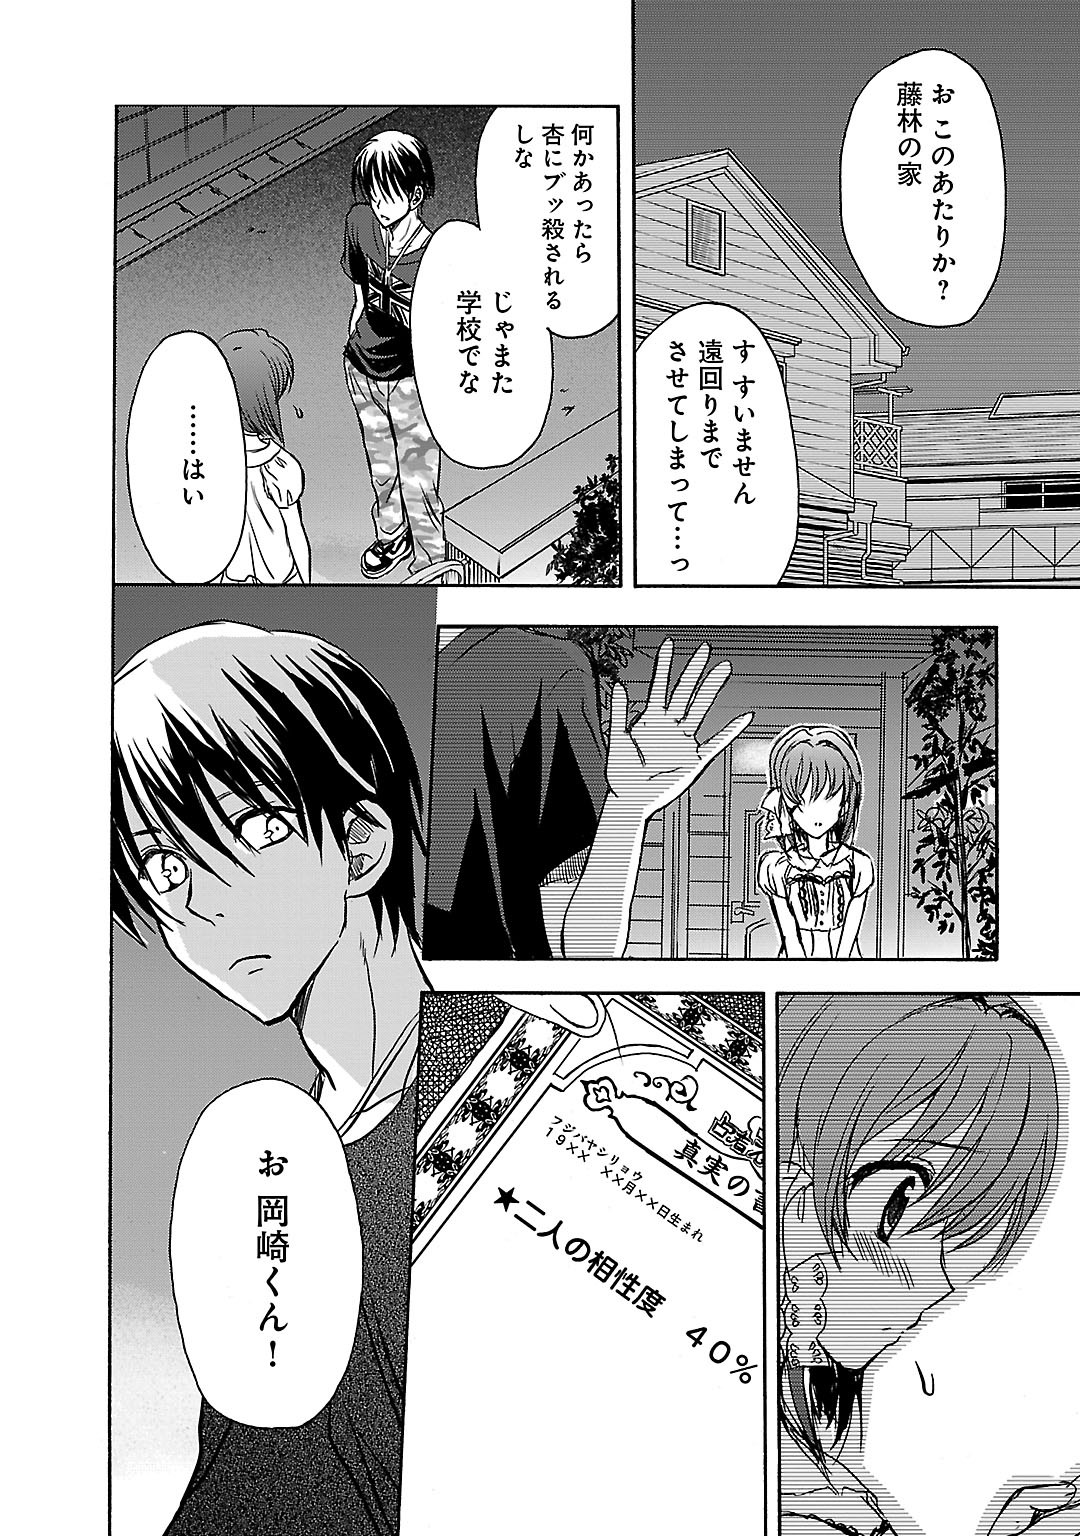 お このあたりか?
藤林の家
す すいません
遠回りまで
させてしまって…っ
何かあったら
杏にブッ殺される
しな
じゃまた
学校でな
……はい
真実の
フジバヤシリョウ
19×× ××月××日生まれ
★二人の相性度 40%
お 岡崎くん!